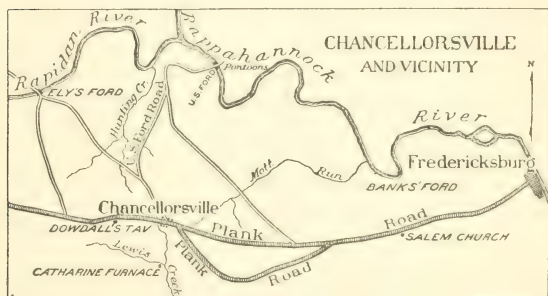 CHANCELLORSVILLE
AND VICINITY
N
Rapidan River
Rappahannock
River
ELY'S FORD
Hunting Cr.
U.S. Ford Road
U.S. FORD
Pontoons
Mott Run
BANKS' FORD
Fredericksburg
Chancellorsville
DOWDALL'S TAV
Plank Road
SALEM CHURCH
Plank
Road
Lewis
Creek
CATHARINE FURNACE